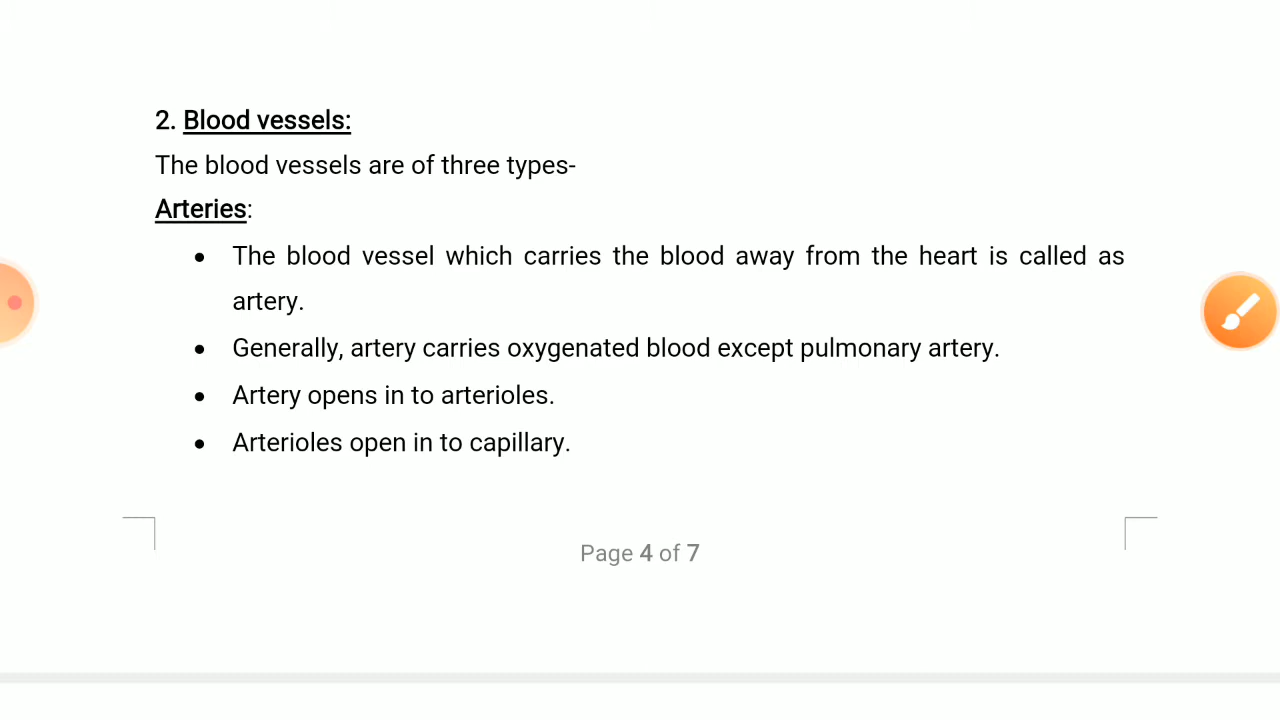 2. Blood vessels:
The blood vessels are of three types-
Arteries:
• The blood vessel which carries the blood away from the heart is called as
artery.
• Generally, artery carries oxygenated blood except pulmonary artery.
• Artery opens in to arterioles.
• Arterioles open in to capillary.
Page 4 of 7